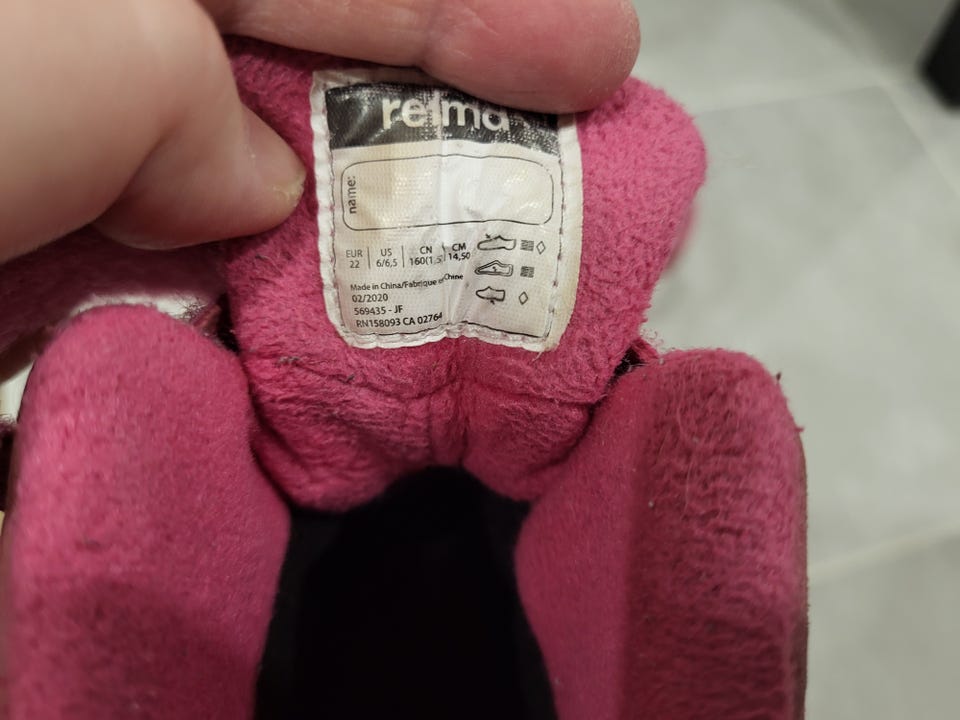 reima
name:
EUR 22 | US 6/6,5 | CN 160(1,5) | CM 14,50
Made in China/Fabrique en Chine
02/2020
569435 - JF
RN158093 CA 02764